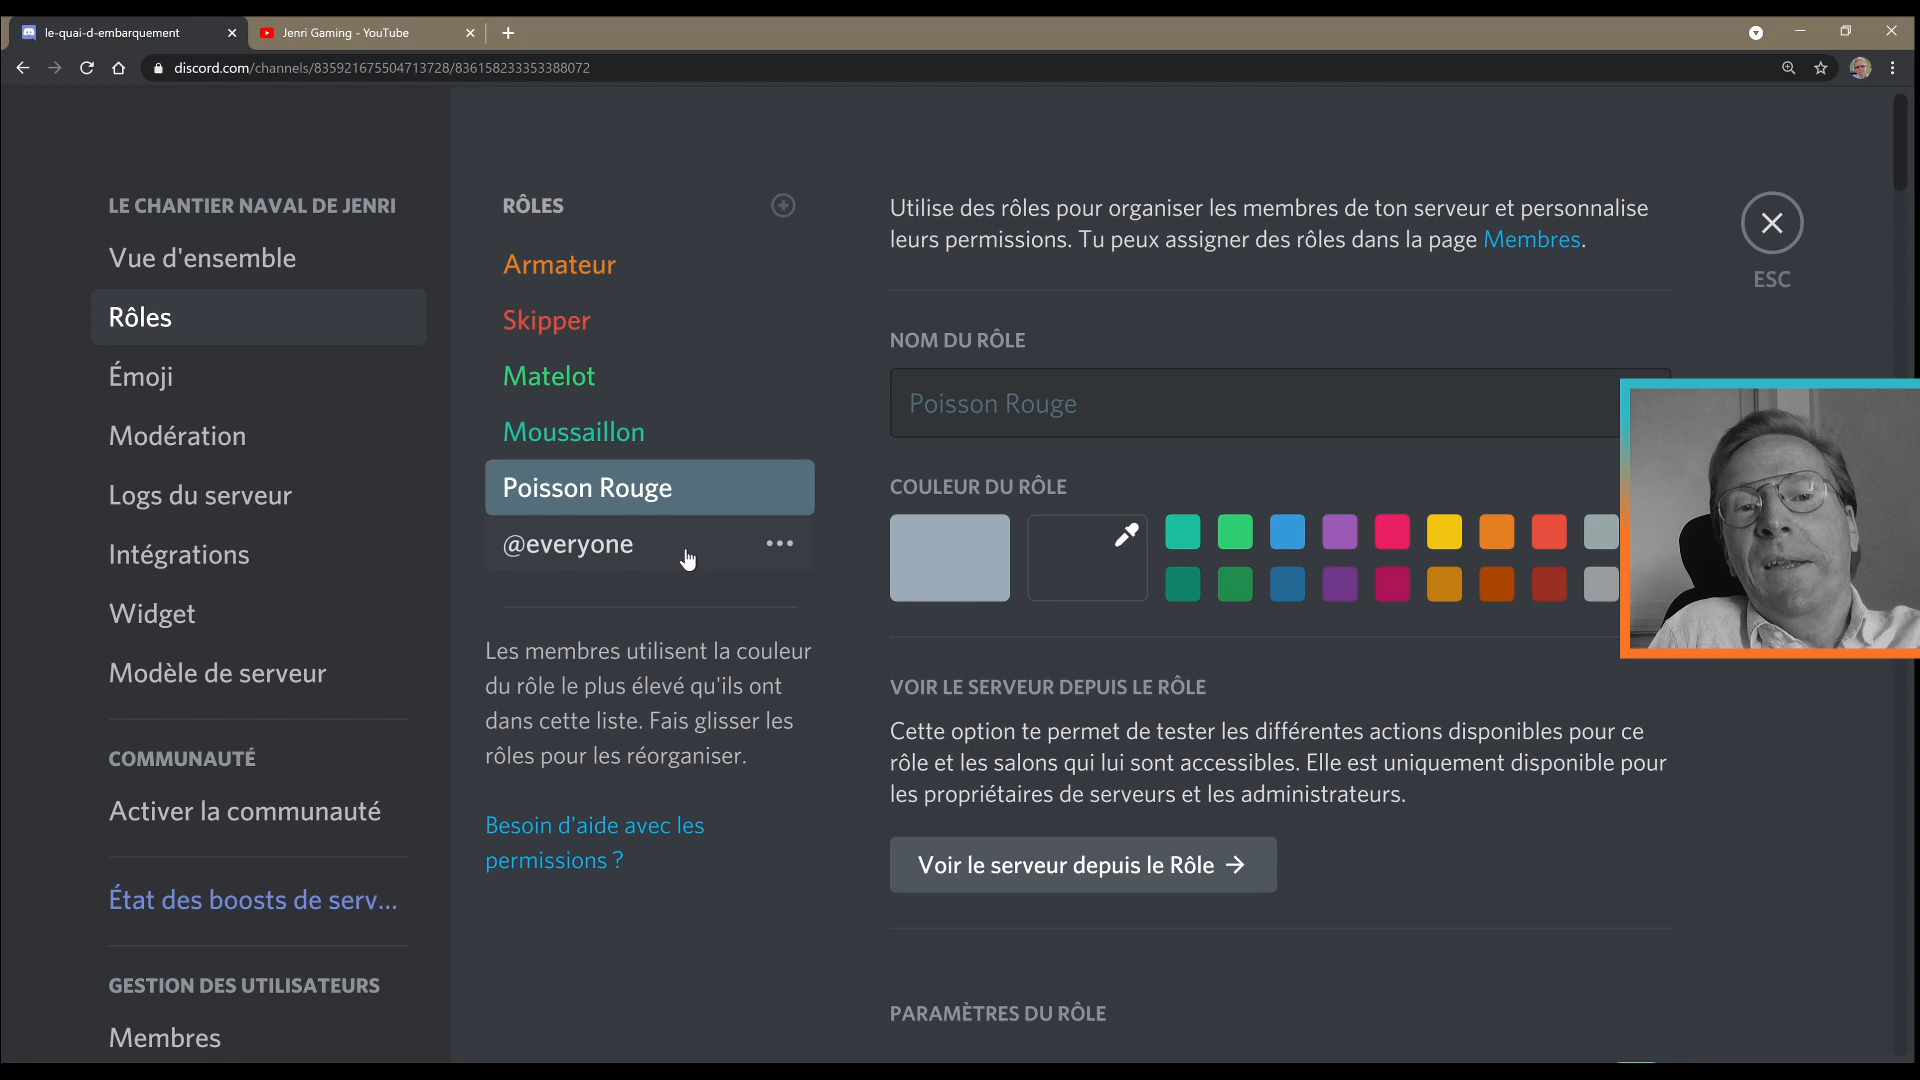 le-quai-d-embarquement
Jenri Gaming - YouTube
discord.com/channels/835921675504713728/836158233353388072
LE CHANTIER NAVAL DE JENRI
Vue d'ensemble
Rôles
Émoji
Modération
Logs du serveur
Intégrations
Widget
Modèle de serveur
COMMUNAUTÉ
Activer la communauté
État des boosts de serv...
GESTION DES UTILISATEURS
Membres
RÔLES
Armateur
Skipper
Matelot
Moussaillon
Poisson Rouge
@everyone
Les membres utilisent la couleur
du rôle le plus élevé qu'ils ont
dans cette liste. Fais glisser les
rôles pour les réorganiser.
Besoin d'aide avec les
permissions ?
Utilise des rôles pour organiser les membres de ton serveur et personnalise
leurs permissions. Tu peux assigner des rôles dans la page Membres.
ESC
NOM DU RÔLE
Poisson Rouge
COULEUR DU RÔLE
VOIR LE SERVEUR DEPUIS LE RÔLE
Cette option te permet de tester les différentes actions disponibles pour ce
rôle et les salons qui lui sont accessibles. Elle est uniquement disponible pour
les propriétaires de serveurs et les administrateurs.
Voir le serveur depuis le Rôle →
PARAMÈTRES DU RÔLE